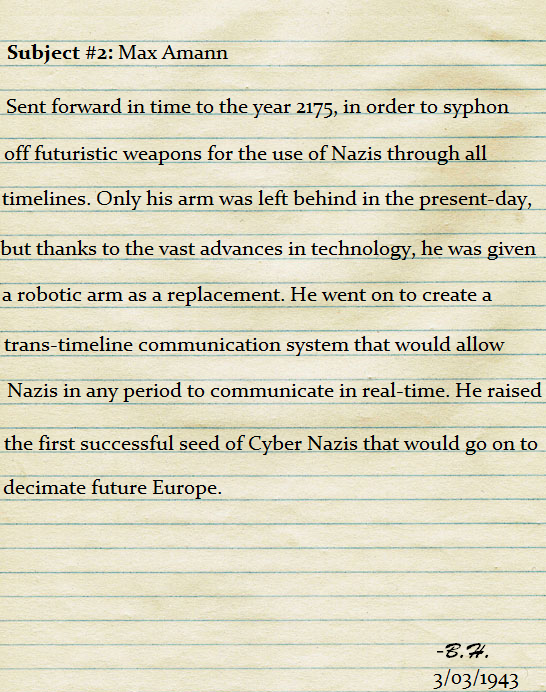 Subject #2: Max Amann
Sent forward in time to the year 2175, in order to syphon
off futuristic weapons for the use of Nazis through all
timelines. Only his arm was left behind in the present-day,
but thanks to the vast advances in technology, he was given
a robotic arm as a replacement. He went on to create a
trans-timeline communication system that would allow
Nazis in any period to communicate in real-time. He raised
the first successful seed of Cyber Nazis that would go on to
decimate future Europe.
-B.H.
3/03/1943